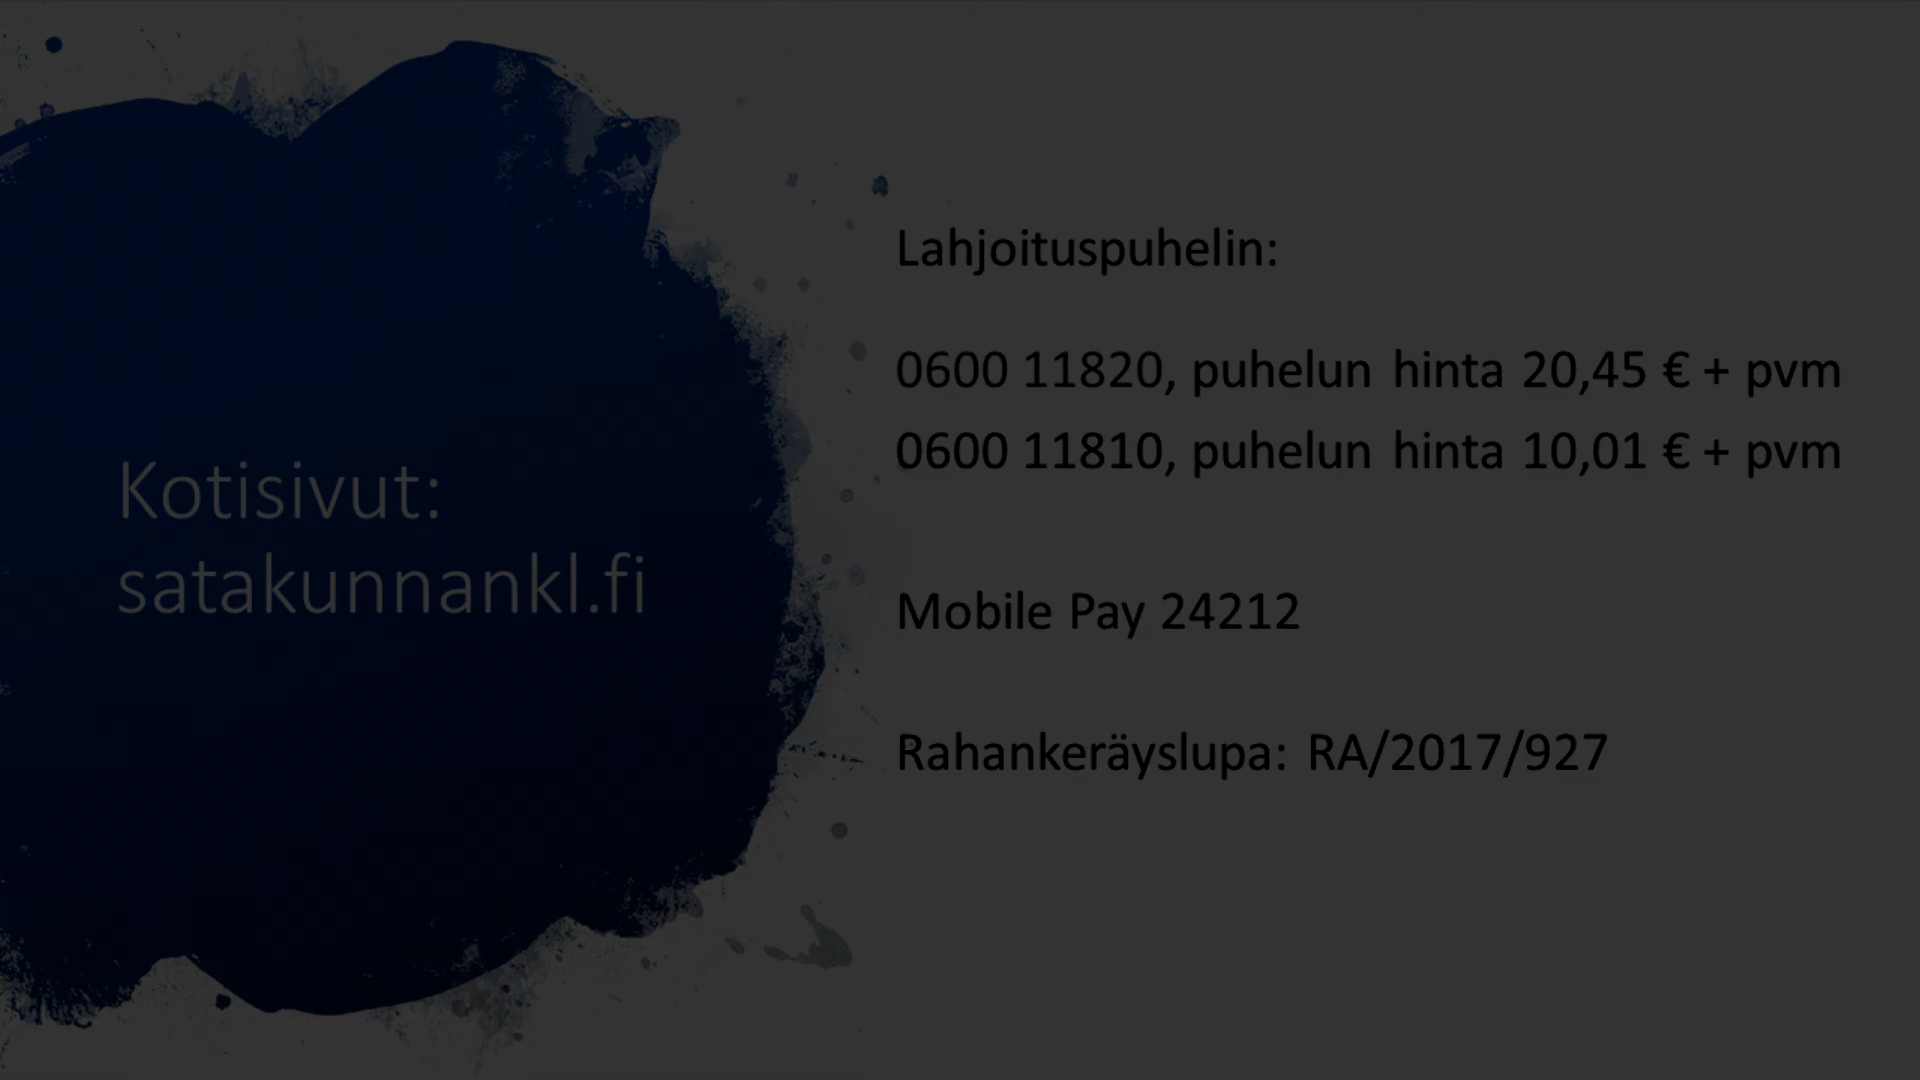 Kotisivut:
satakunnankl.fi
Lahjoituspuhelin:
0600 11820, puhelun hinta 20,45 € + pvm
0600 11810, puhelun hinta 10,01 € + pvm
Mobile Pay 24212
Rahankeräyslupa: RA/2017/927